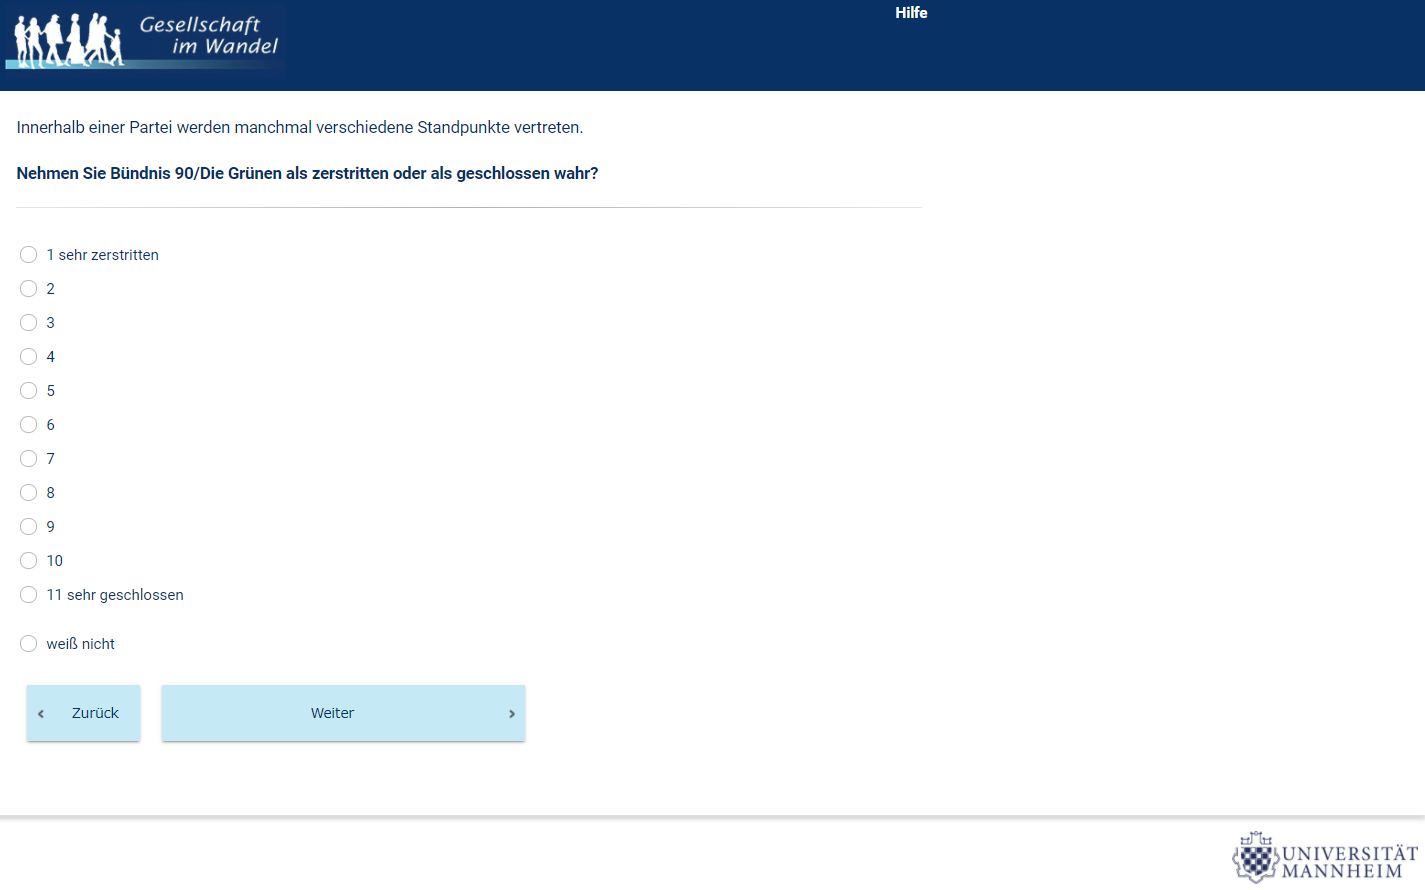 Gesellschaft
im Wandel
Hilfe
Innerhalb einer Partei werden manchmal verschiedene Standpunkte vertreten.
Nehmen Sie Bündnis 90/Die Grünen als zerstritten oder als geschlossen wahr?
1 sehr zerstritten
2
3
4
5
6
7
8
9
10
11 sehr geschlossen
weiß nicht
Zurück
Weiter
UNIVERSITÄT
MANNHEIM